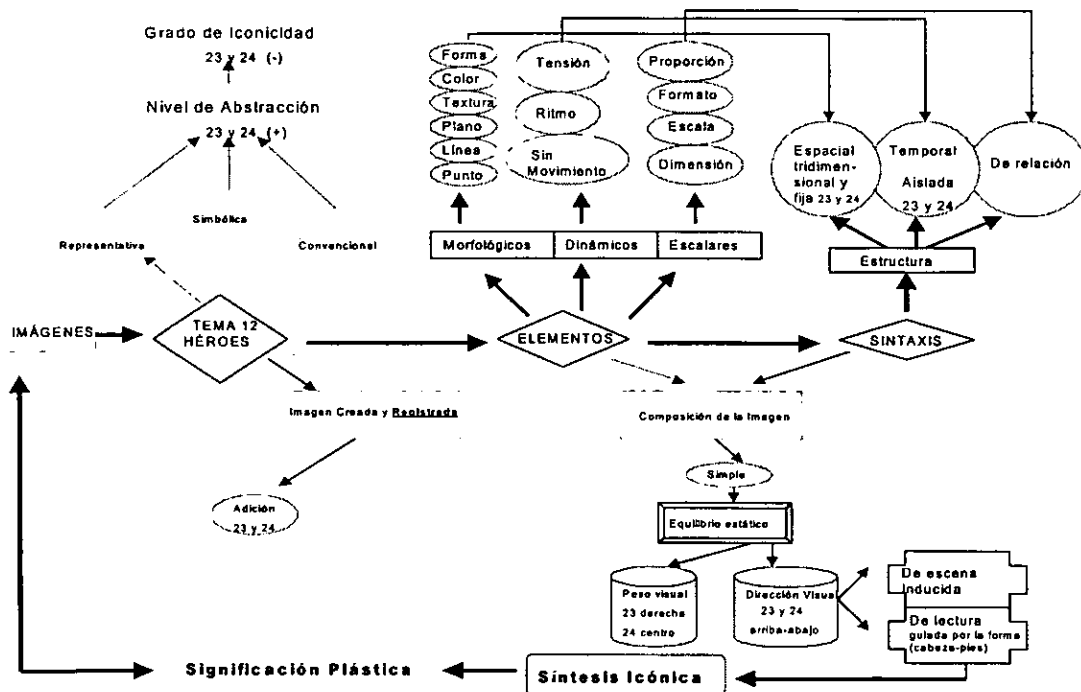 Grado de Iconicidad
23 y 24 (-)
Nivel de Abstracción
23 y 24 (+)
Simbólica
Representativa
Convencional
Forma
Color
Textura
Plano
Línea
Punto
Tensión
Ritmo
Sin
Movimiento
Proporción
Formato
Escala
Dimensión
Espacial
tridimen-
sional y
fija 23 y 24
Temporal
Aislada
23 y 24
De relación
Morfológicos
Dinámicos
Escalares
Estructura
IMÁGENES
TEMA 12
HÉROES
ELEMENTOS
SINTAXIS
Imagen Creada y Registrada
Composición de la Imagen
Adición
23 y 24
Simple
Equilibrio estático
Peso visual
23 derecha
24 centro
Dirección Visual
23 y 24
arriba-abajo
De escena
inducida
De lectura
guiada por la forma
(cabeza-pies)
Significación Plástica
Síntesis Icónica